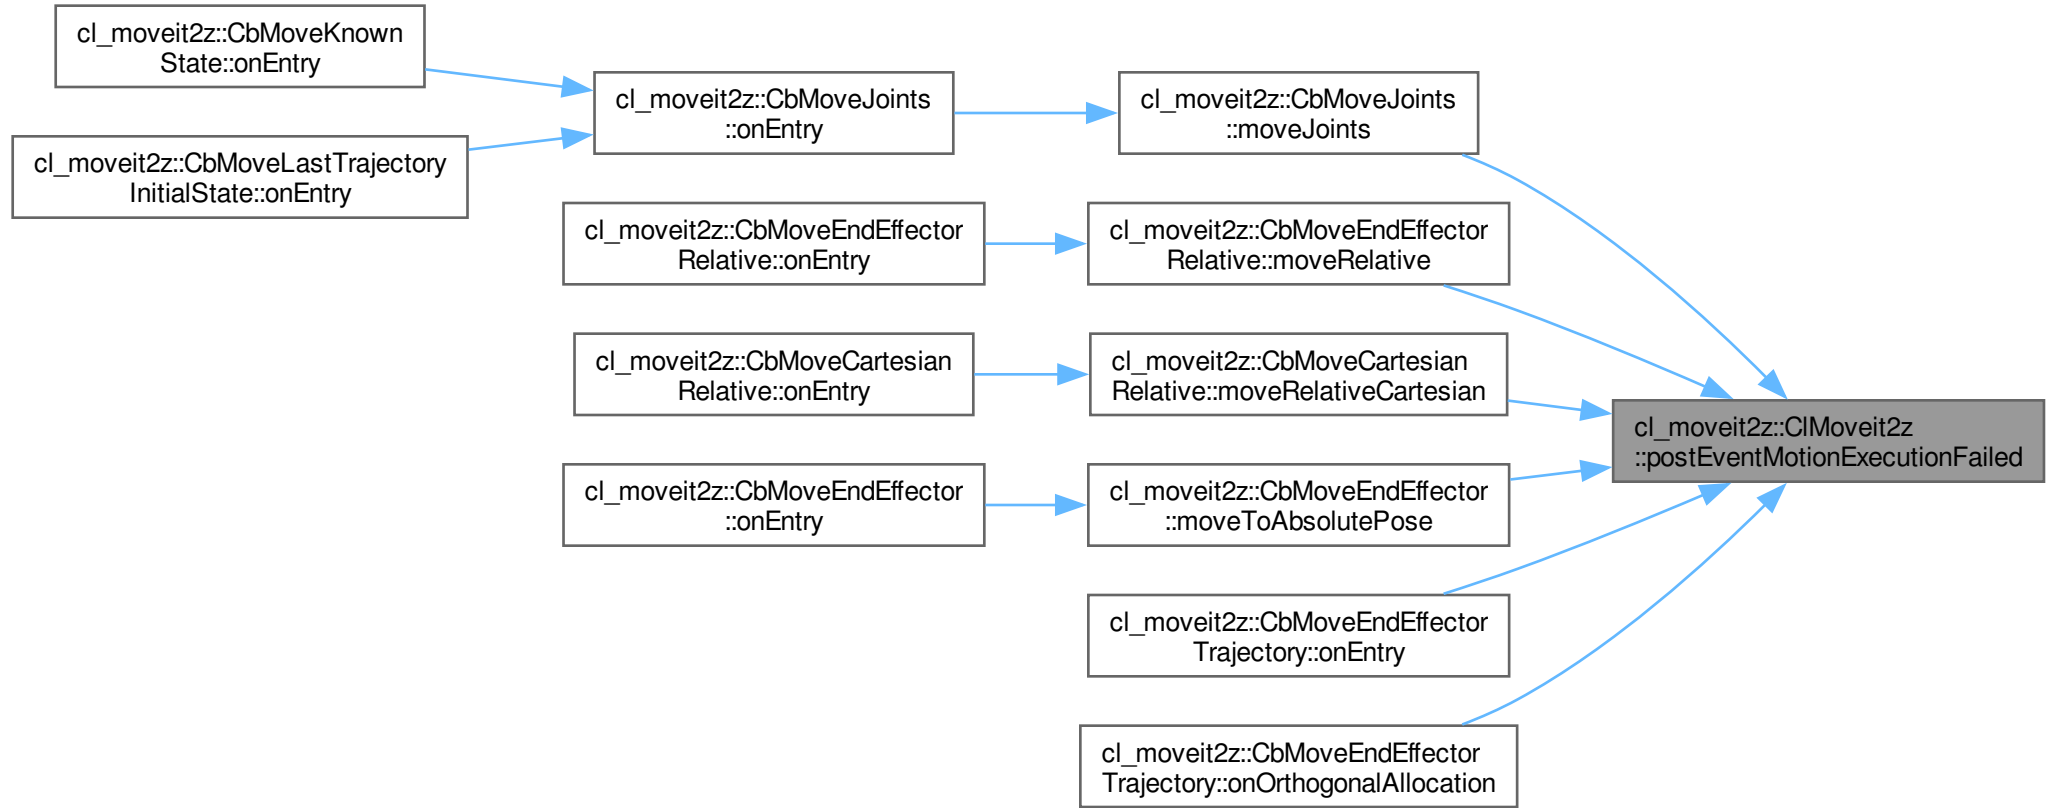 cl_moveit2z::CbMoveKnown
State::onEntry
cl_moveit2z::CbMoveLastTrajectory
InitialState::onEntry
cl_moveit2z::CbMoveJoints
::onEntry
cl_moveit2z::CbMoveJoints
::moveJoints
cl_moveit2z::CbMoveEndEffector
Relative::onEntry
cl_moveit2z::CbMoveEndEffector
Relative::moveRelative
cl_moveit2z::CbMoveCartesian
Relative::onEntry
cl_moveit2z::CbMoveCartesian
Relative::moveRelativeCartesian
cl_moveit2z::CbMoveEndEffector
::onEntry
cl_moveit2z::CbMoveEndEffector
::moveToAbsolutePose
cl_moveit2z::CbMoveEndEffector
Trajectory::onEntry
cl_moveit2z::CbMoveEndEffector
Trajectory::onOrthogonalAllocation
cl_moveit2z::ClMoveit2z
::postEventMotionExecutionFailed